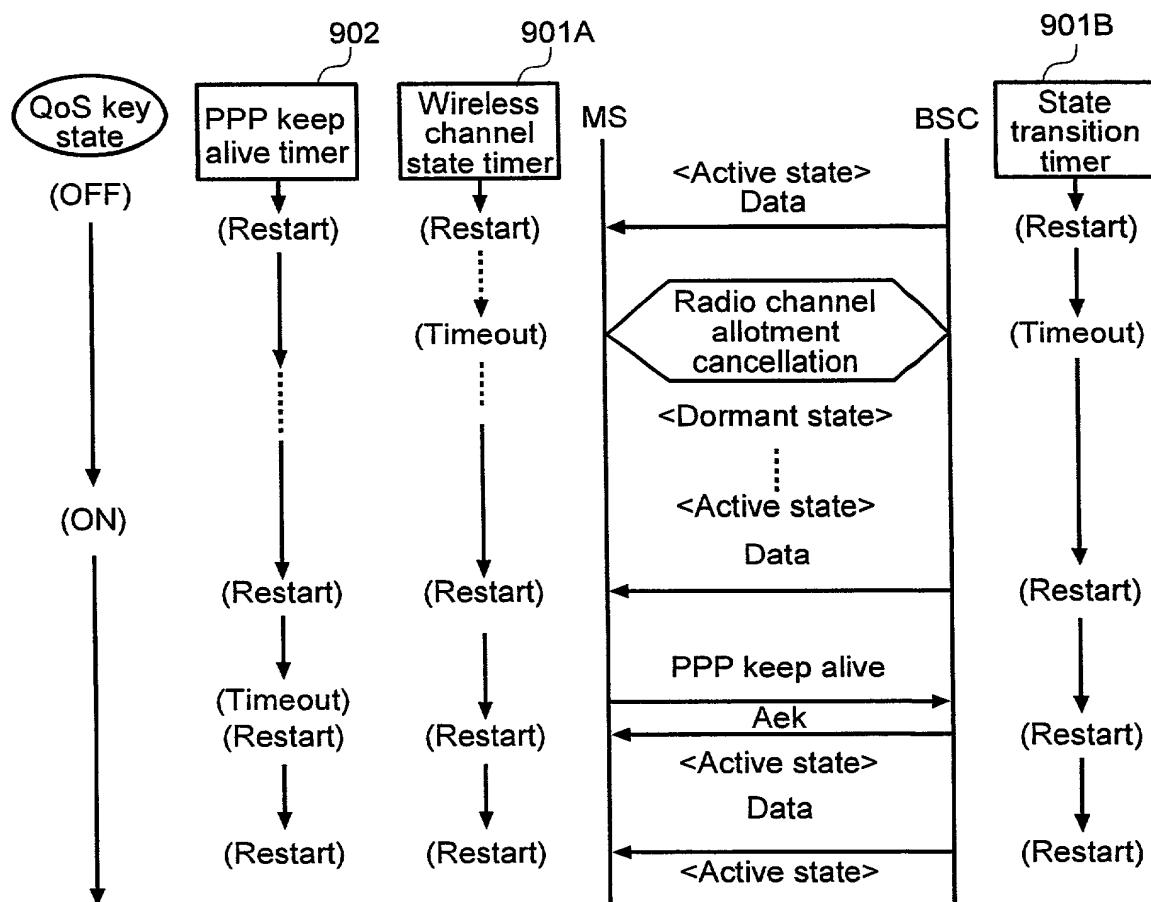 902
901A
901B
QoS key
state
PPP keep
alive timer
Wireless
channel
state timer
MS
BSC
State
transition
timer
(OFF)
<Active state>
Data
(Restart)
(Restart)
(Restart)
Radio channel
allotment
cancellation
(Timeout)
(Timeout)
<Dormant state>
(ON)
<Active state>
Data
(Restart)
(Restart)
(Restart)
PPP keep alive
(Timeout)
Aek
(Restart)
(Restart)
(Restart)
<Active state>
Data
(Restart)
(Restart)
(Restart)
<Active state>